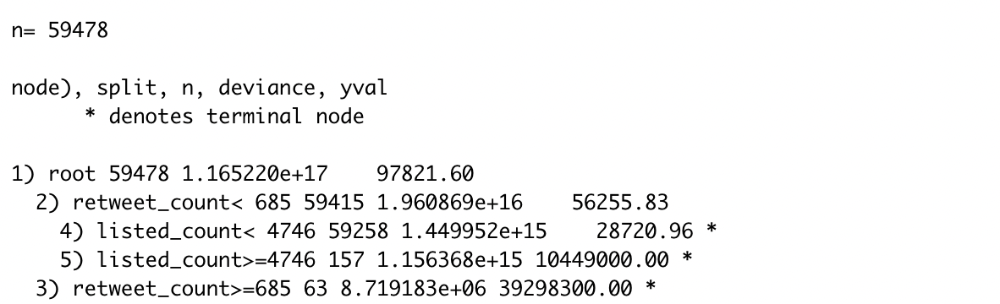 n= 59478
node), split, n, deviance, yval
      * denotes terminal node
1) root 59478 1.165220e+17    97821.60
  2) retweet_count< 685 59415 1.960869e+16    56255.83
    4) listed_count< 4746 59258 1.449952e+15    28720.96 *
    5) listed_count>=4746 157 1.156368e+15 10449000.00 *
  3) retweet_count>=685 63 8.719183e+06 39298300.00 *